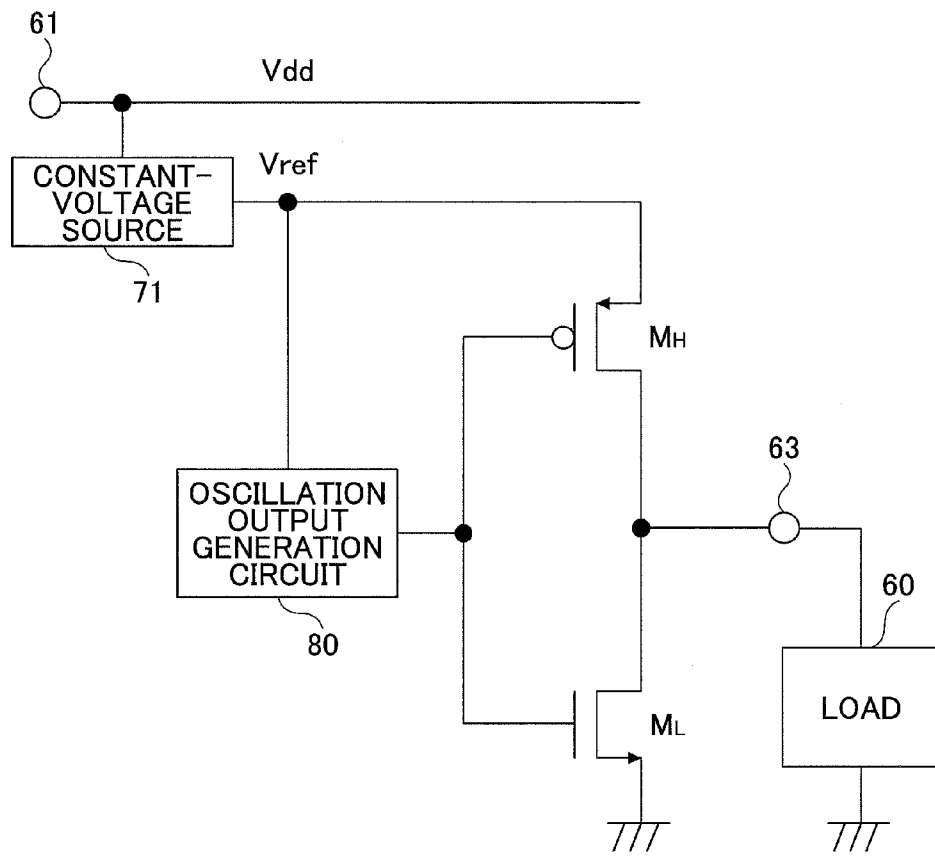 61
Vdd
CONSTANT-
VOLTAGE
SOURCE
Vref
71
MH
63
OSCILLATION
OUTPUT
GENERATION
CIRCUIT
80
60
LOAD
ML